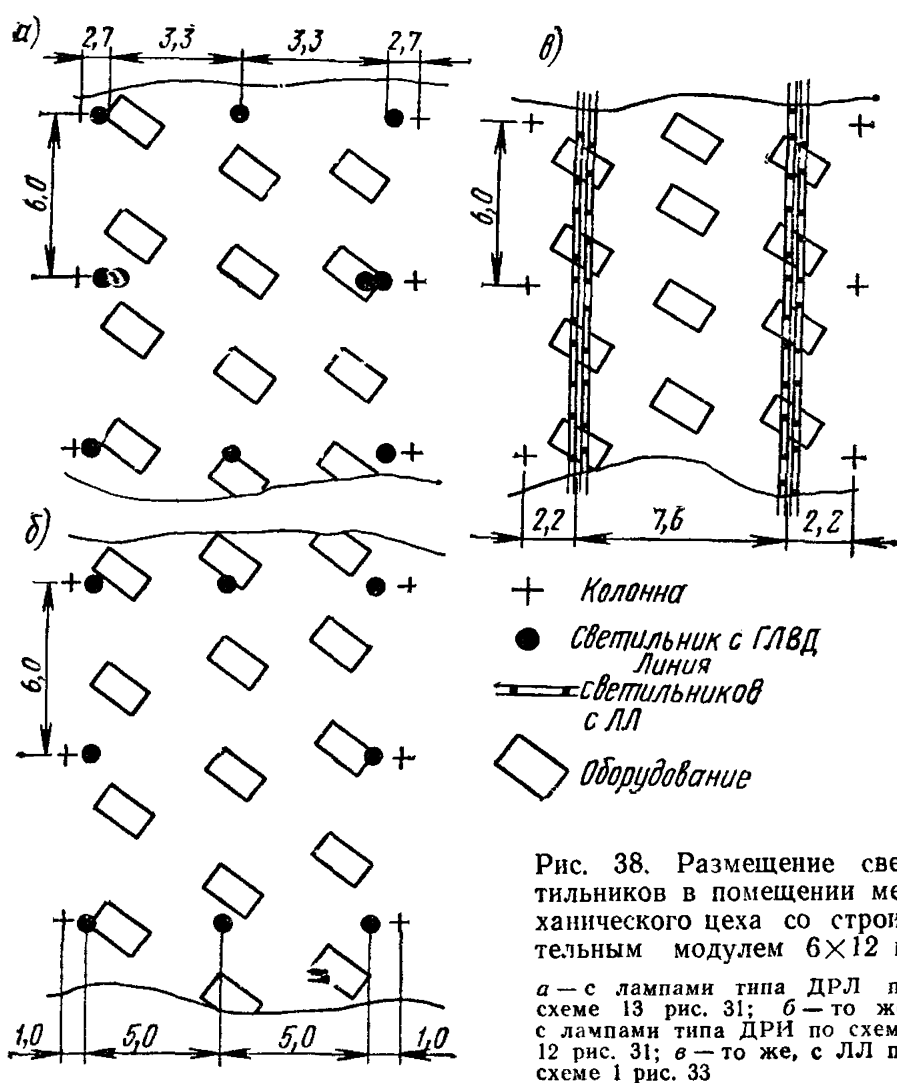 а)
2,7 3,3 3,3 2,7
6,0
в)
6,0
2,2 7,6 2,2
б)
6,0
1,0 5,0 5,0 1,0
Колонна
Светильник с ГЛВД
Линия
светильников
с ЛЛ
Оборудование
Рис. 38. Размещение све
тильников в помещении ме
ханического цеха со строи
тельным модулем 6×12
а — с лампами типа ДРЛ п
схеме 13 рис. 31; б — то ж
с лампами типа ДРИ по схем
12 рис. 31; в — то же, с ЛЛ п
схеме 1 рис. 33